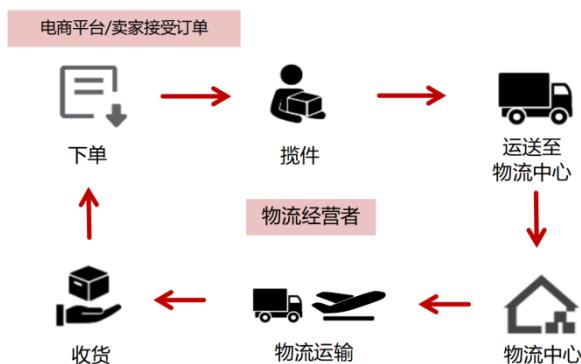 电商平台/卖家接受订单
下单
揽件
运送至
物流中心
物流经营者
收货
物流运输
物流中心